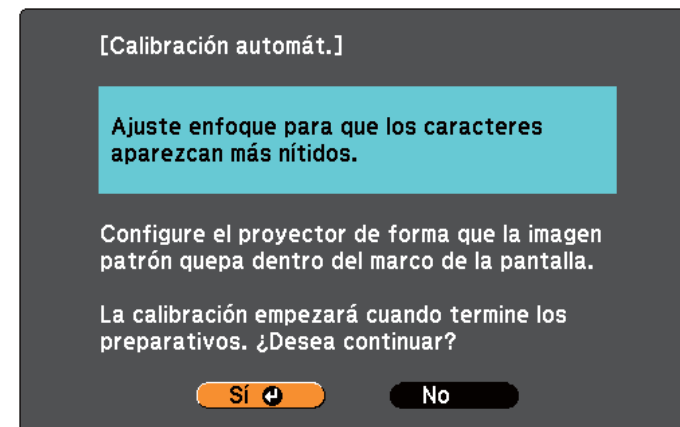 [Calibración automát.]
Ajuste enfoque para que los caracteres
aparezcan más nítidos.
Configure el proyector de forma que la imagen
patrón quepa dentro del marco de la pantalla.
La calibración empezará cuando termine los
preparativos. ¿Desea continuar?
Sí No